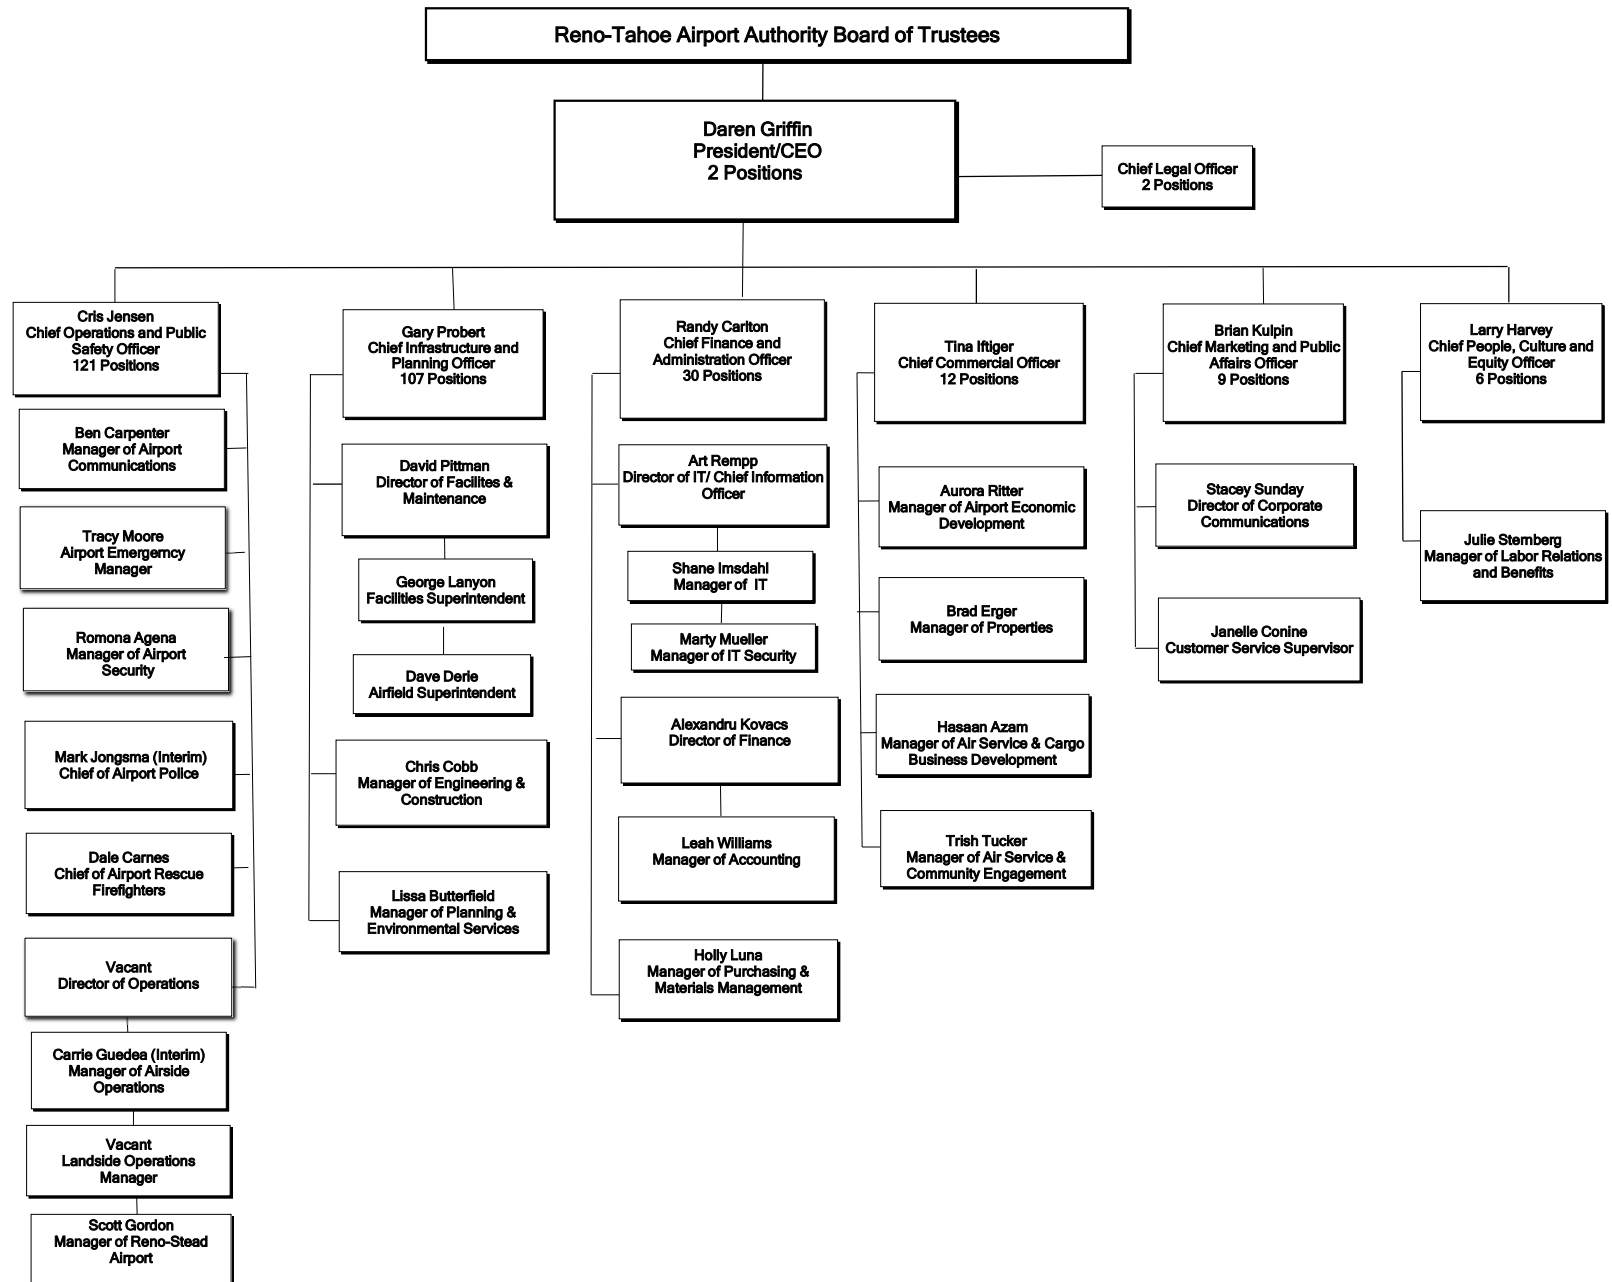 Reno-Tahoe Airport Authority Board of Trustees
Daren Griffin
President/CEO
2 Positions
Chief Legal Officer
2 Positions
Cris Jensen
Chief Operations and Public
Safety Officer
121 Positions
Ben Carpenter
Manager of Airport
Communications
Tracy Moore
Airport Emergerncy
Manager
Romona Agena
Manager of Airport
Security
Mark Jongsma (Interim)
Chief of Airport Police
Dale Carnes
Chief of Airport Rescue
Firefighters
Vacant
Director of Operations
Carrie Guedea (Interim)
Manager of Airside
Operations
Vacant
Landside Operations
Manager
Scott Gordon
Manager of Reno-Stead
Airport
Gary Probert
Chief Infrastructure and
Planning Officer
107 Positions
David Pittman
Director of Facilites &
Maintenance
George Lanyon
Facilities Superintendent
Dave Derle
Airfield Superintendent
Chris Cobb
Manager of Engineering &
Construction
Lissa Butterfield
Manager of Planning &
Environmental Services
Randy Carlton
Chief Finance and
Administration Officer
30 Positions
Art Rempp
Director of IT/ Chief Information
Officer
Shane Imsdahl
Manager of  IT
Marty Mueller
Manager of IT Security
Alexandru Kovacs
Director of Finance
Leah Williams
Manager of Accounting
Holly Luna
Manager of Purchasing &
Materials Management
Tina Iftiger
Chief Commercial Officer
12 Positions
Aurora Ritter
Manager of Airport Economic
Development
Brad Erger
Manager of Properties
Hasaan Azam
Manager of Air Service & Cargo
Business Development
Trish Tucker
Manager of Air Service &
Community Engagement
Brian Kulpin
Chief Marketing and Public
Affairs Officer
9 Positions
Stacey Sunday
Director of Corporate
Communications
Janelle Conine
Customer Service Supervisor
Larry Harvey
Chief People, Culture and
Equity Officer
6 Positions
Julie Sternberg
Manager of Labor Relations
and Benefits